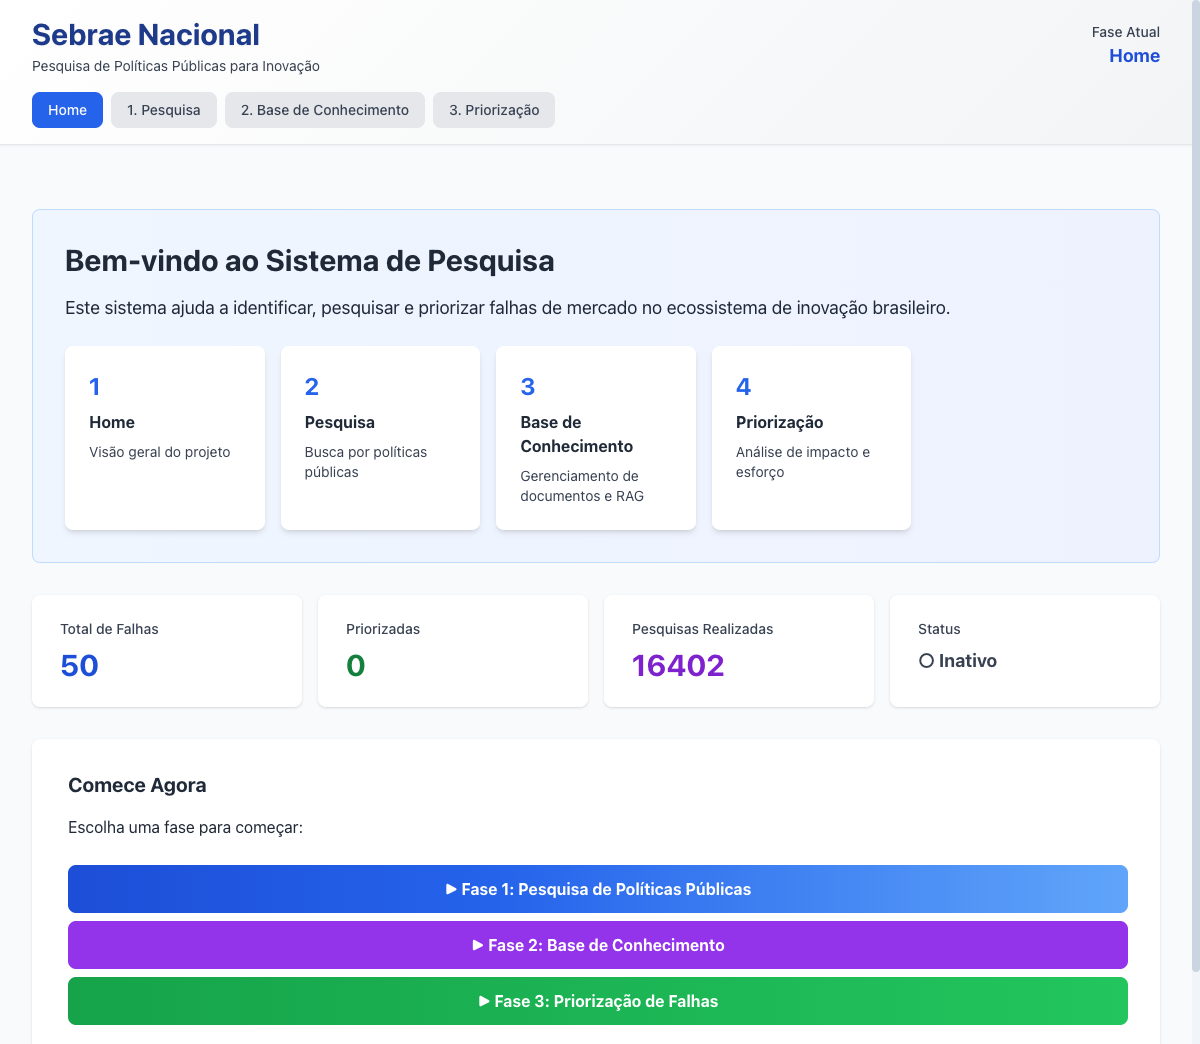 Sebrae Nacional
Pesquisa de Políticas Públicas para Inovação
Fase Atual
Home
Home
1. Pesquisa
2. Base de Conhecimento
3. Priorização
Bem-vindo ao Sistema de Pesquisa
Este sistema ajuda a identificar, pesquisar e priorizar falhas de mercado no ecossistema de inovação brasileiro.
1
Home
Visão geral do projeto
2
Pesquisa
Busca por políticas
públicas
3
Base de
Conhecimento
Gerenciamento de
documentos e RAG
4
Priorização
Análise de impacto e
esforço
Total de Falhas
50
Priorizadas
0
Pesquisas Realizadas
16402
Status
Inativo
Comece Agora
Escolha uma fase para começar:
Fase 1: Pesquisa de Políticas Públicas
Fase 2: Base de Conhecimento
Fase 3: Priorização de Falhas